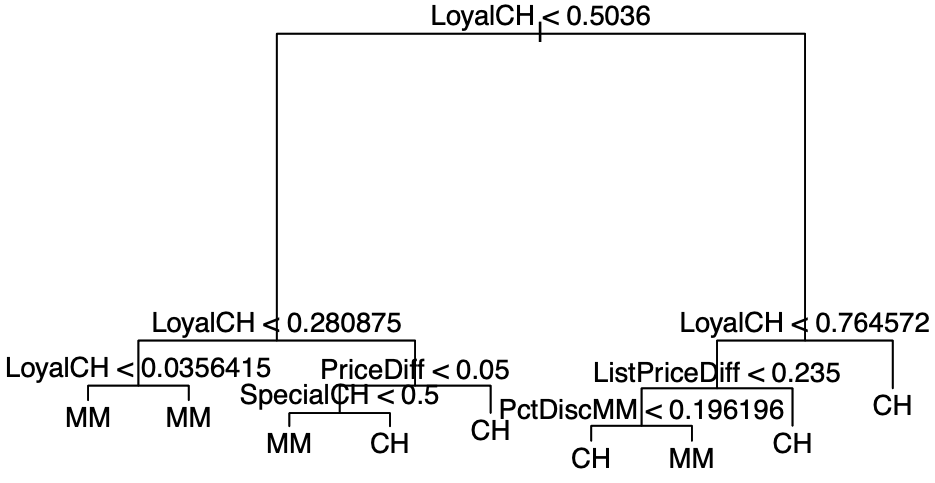 LoyalCH < 0.5036
LoyalCH < 0.280875
LoyalCH < 0.764572
LoyalCH < 0.0356415
PriceDiff < 0.05
ListPriceDiff < 0.235
SpecialCH < 0.5
PctDiscMM < 0.196196
CH
MM
MM
CH
MM
CH
CH
CH
MM